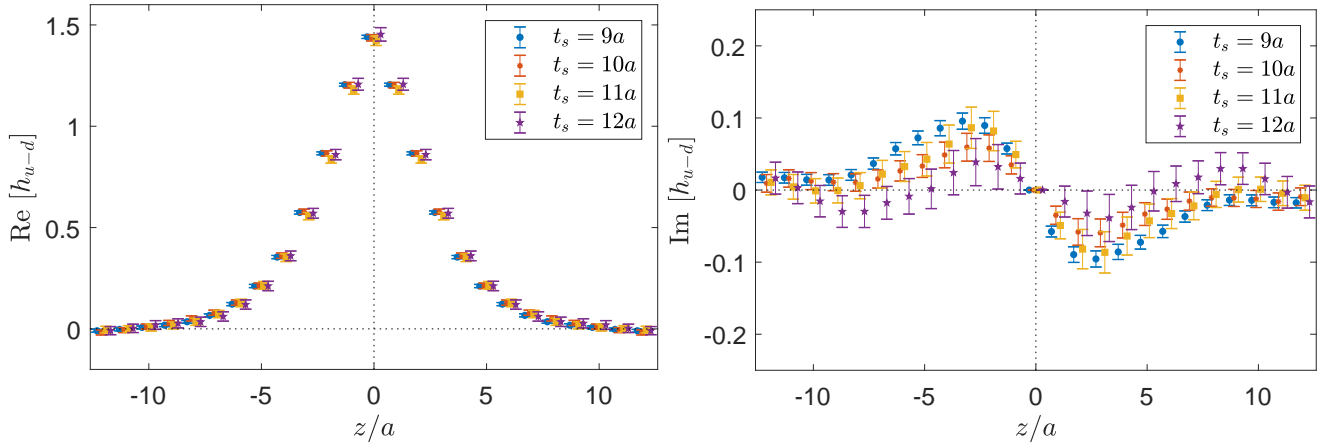 Re [h_{u-d}]
1.5
1
0.5
0
-10
-5
0
5
10
z/a
t_s = 9a
t_s = 10a
t_s = 11a
t_s = 12a
Im [h_{u-d}]
0.2
0.1
0
-0.1
-0.2
-10
-5
0
5
10
z/a
t_s = 9a
t_s = 10a
t_s = 11a
t_s = 12a